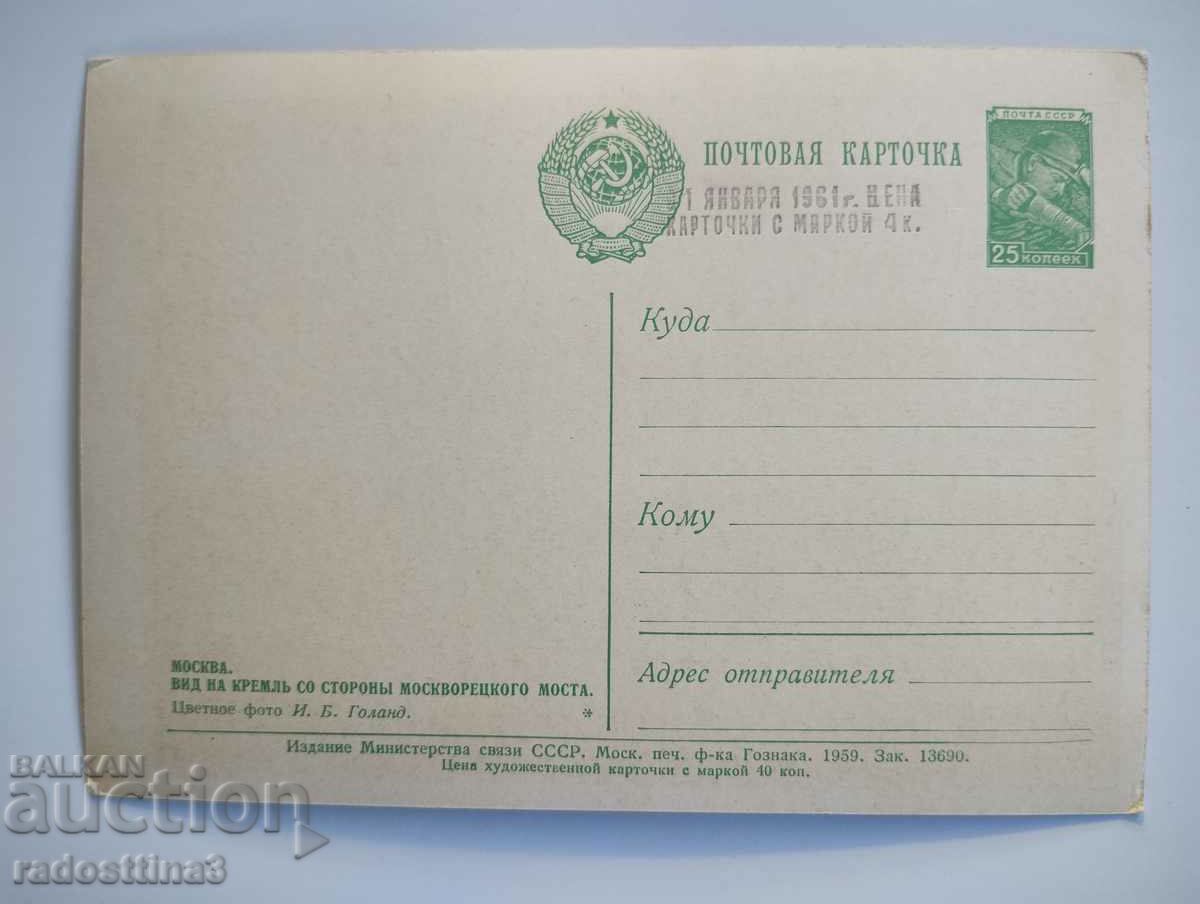 ПОЧТА СССР
25 копеек
ПОЧТОВАЯ КАРТОЧКА
1 ЯНВАРЯ 1961 г. ЦЕНА
КАРТОЧКИ С МАРКОЙ 4 к.
Куда
Кому
Адрес отправителя
МОСКВА.
ВИД НА КРЕМЛЬ СО СТОРОНЫ МОСКВОРЕЦКОГО МОСТА.
Цветное фото И. Б. Голанд. *
Издание Министерства связи СССР. Моск. печ. ф-ка Гознака. 1959. Зак. 13690.
Цена художественной карточки с маркой 40 коп.
BALKAN
auction
radosttina3